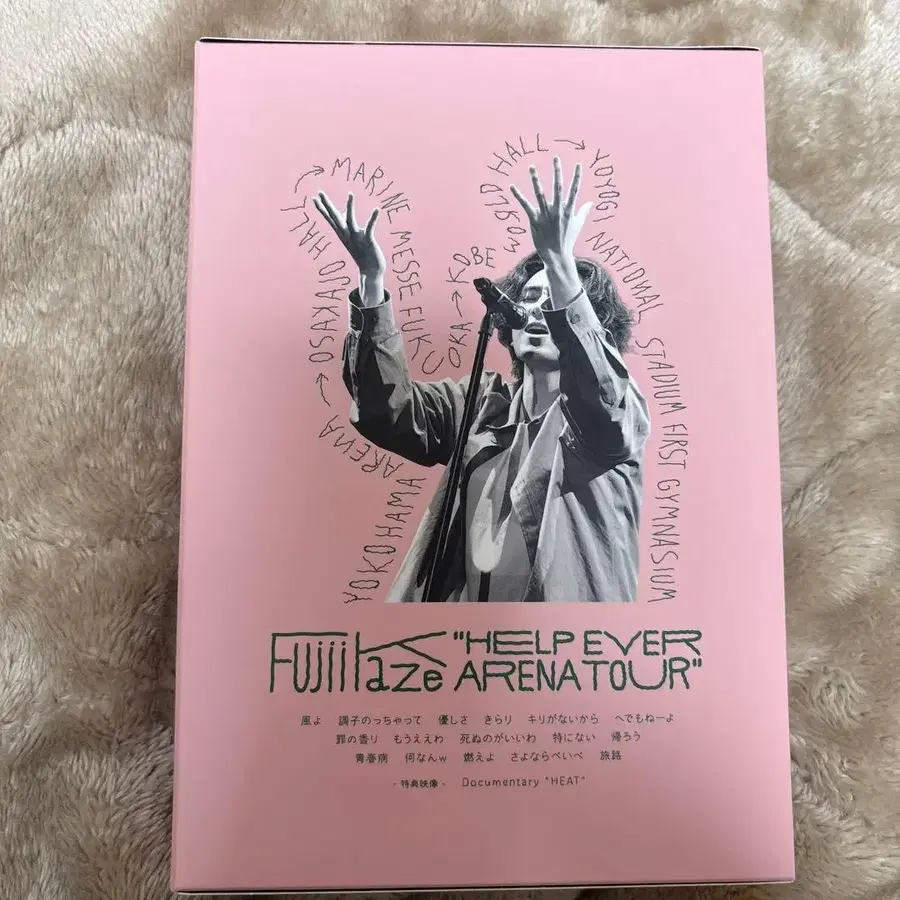 YOKOHAMA ARENA → OSAKAJO HALL → MARINE MESSE FUKUOKA → KOBE WORLD HALL → YOYOGI NATIONAL STADIUM FIRST GYMNASIUM
Fujii Kaze "HELP EVER
ARENA TOUR"
風よ 調子のっちゃって 優しさ きらり キリがないから へでもねーよ
罪の香り もうええわ 死ぬのがいいわ 特にない 帰ろう
青春病 何なんw 燃えよ さよならべいべ 旅路
- 特典映像 - Documentary "HEAT"